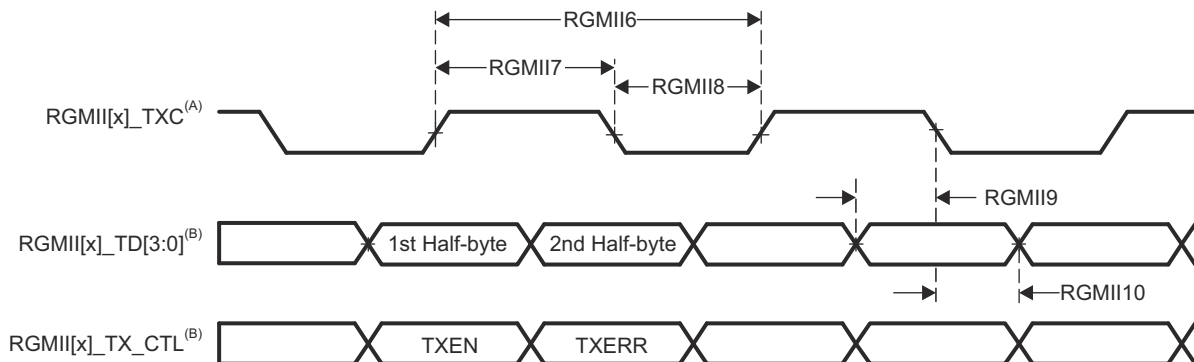 RGMII6
RGMII7
RGMII8
RGMII[x]_TXC(A)
RGMII9
RGMII[x]_TD[3:0](B)
1st Half-byte
2nd Half-byte
RGMII10
RGMII[x]_TX_CTL(B)
TXEN
TXERR